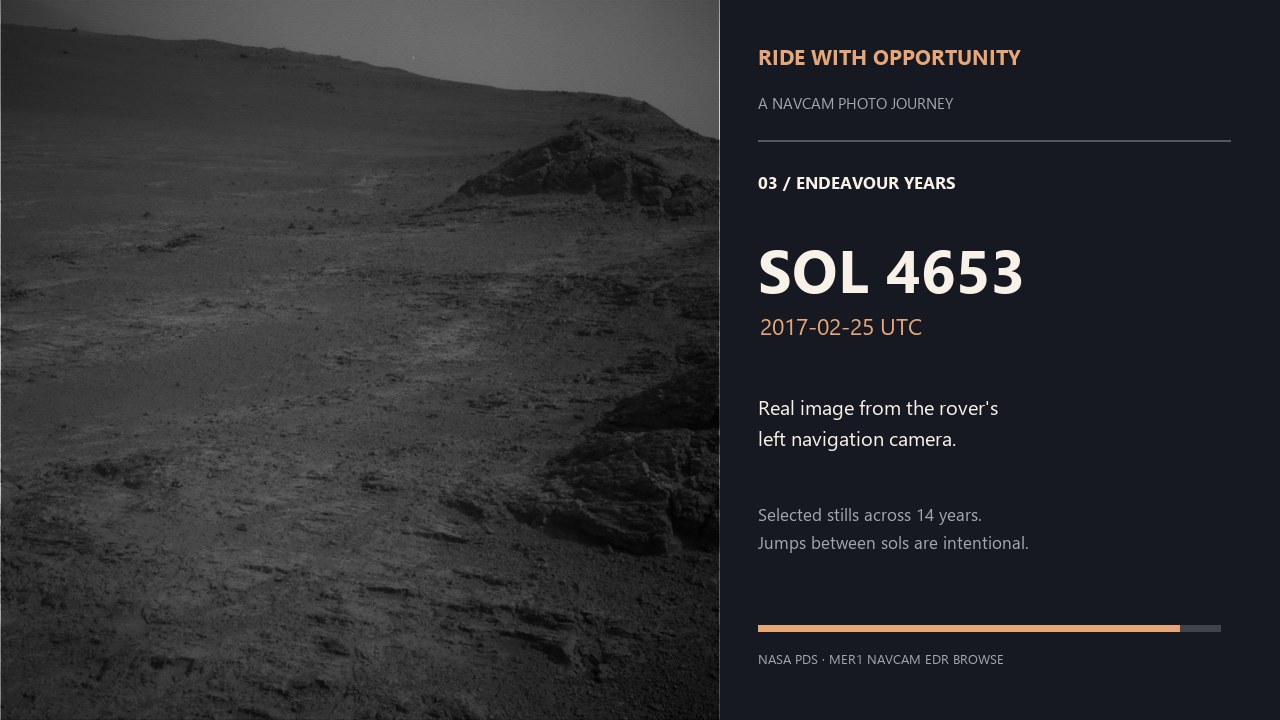 RIDE WITH OPPORTUNITY
A NAVCAM PHOTO JOURNEY
03 / ENDEAVOUR YEARS
SOL 4653
2017-02-25 UTC
Real image from the rover's
left navigation camera.
Selected stills across 14 years.
Jumps between sols are intentional.
NASA PDS · MER1 NAVCAM EDR BROWSE